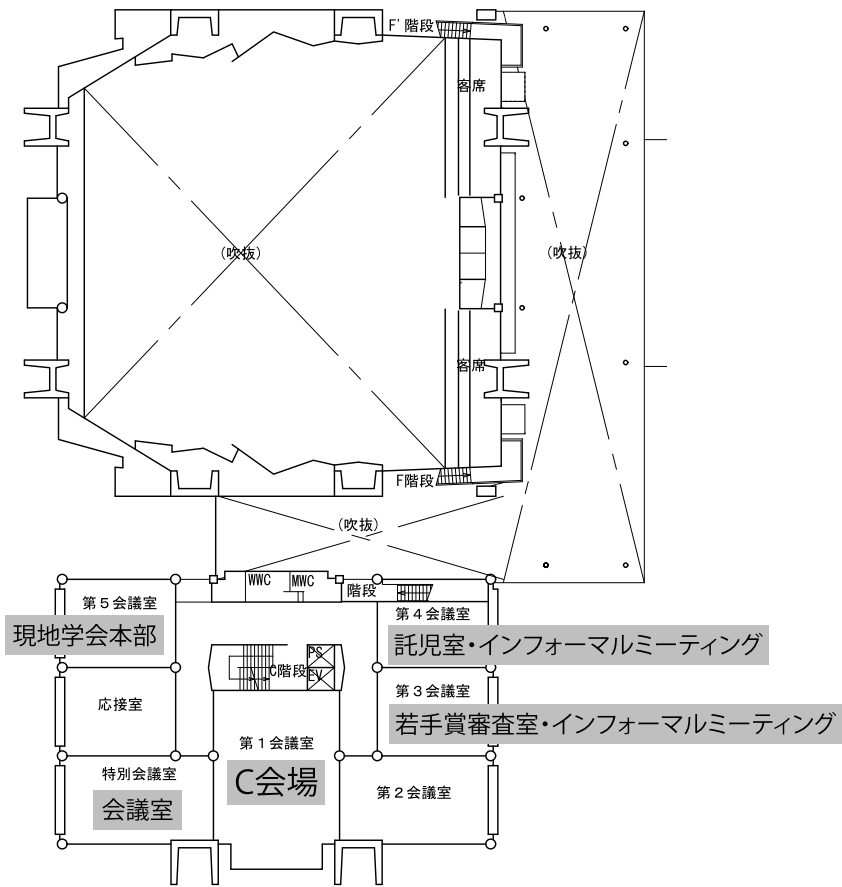 F'階段
客席
(吹抜)
(吹抜)
客席
F階段
(吹抜)
WWC
MWC
階段
第５会議室
現地学会本部
第４会議室
託児室・インフォーマルミーティング
PS
C階段
EV
応接室
第３会議室
若手賞審査室・インフォーマルミーティング
第１会議室
C会場
特別会議室
会議室
第２会議室